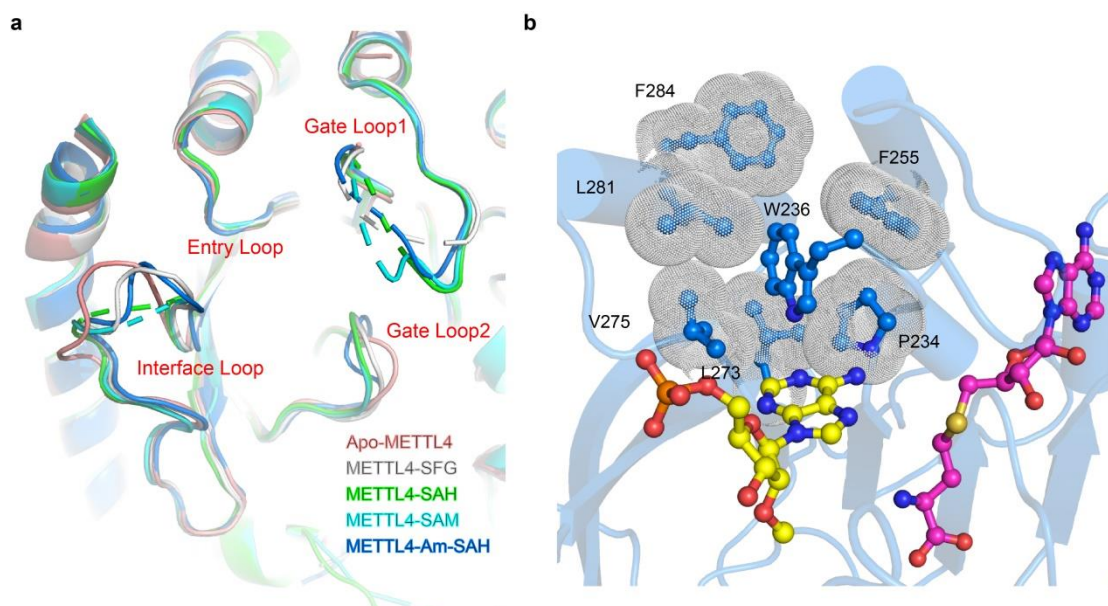 a
Gate Loop1
Entry Loop
Gate Loop2
Interface Loop
Apo-METTL4
METTL4-SFG
METTL4-SAH
METTL4-SAM
METTL4-Am-SAH
b
F284
F255
L281
W236
V275
P234
L273